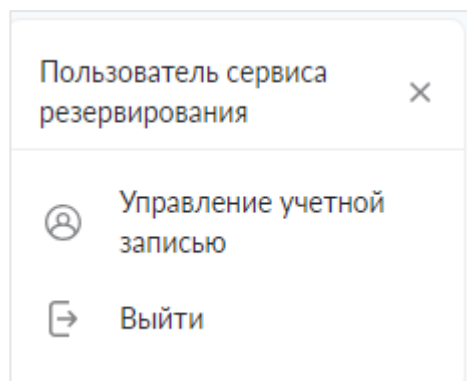 Пользователь сервиса
резервирования
Управление учетной
записью
Выйти